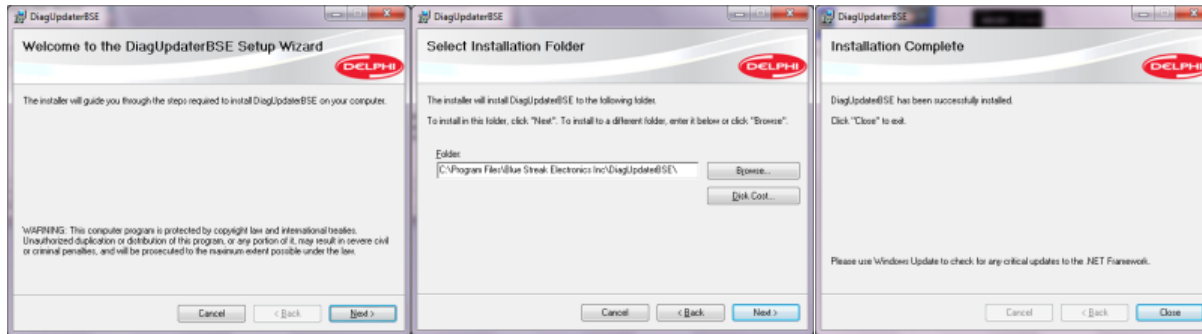 DiagUpdaterBSE
Welcome to the DiagUpdaterBSE Setup Wizard
DELPHI
The installer will guide you through the steps required to install DiagUpdaterBSE on your computer.
WARNING: This computer program is protected by copyright law and international treaties.
Unauthorized duplication or distribution of this program, or any portion of it, may result in severe civil
or criminal penalties, and will be prosecuted to the maximum extent possible under the law.
Cancel
< Back
Next >
DiagUpdaterBSE
Select Installation Folder
DELPHI
The installer will install DiagUpdaterBSE to the following folder.
To install in this folder, click "Next". To install to a different folder, enter it below or click "Browse".
Folder:
C:\Program Files\Blue Streak Electronics Inc\DiagUpdaterBSE\
Browse...
Disk Cost...
Cancel
< Back
Next >
DiagUpdaterBSE
Installation Complete
DELPHI
DiagUpdaterBSE has been successfully installed.
Click "Close" to exit.
Please use Windows Update to check for any critical updates to the .NET Framework.
Cancel
< Back
Close